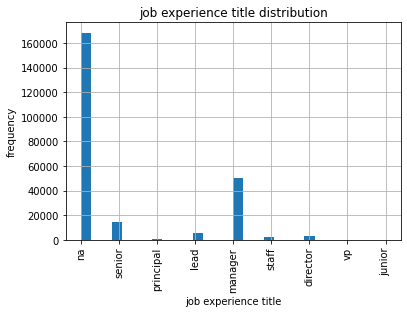 job experience title distribution
frequency
160000
140000
120000
100000
80000
60000
40000
20000
0
na
senior
principal
lead
manager
staff
director
vp
junior
job experience title